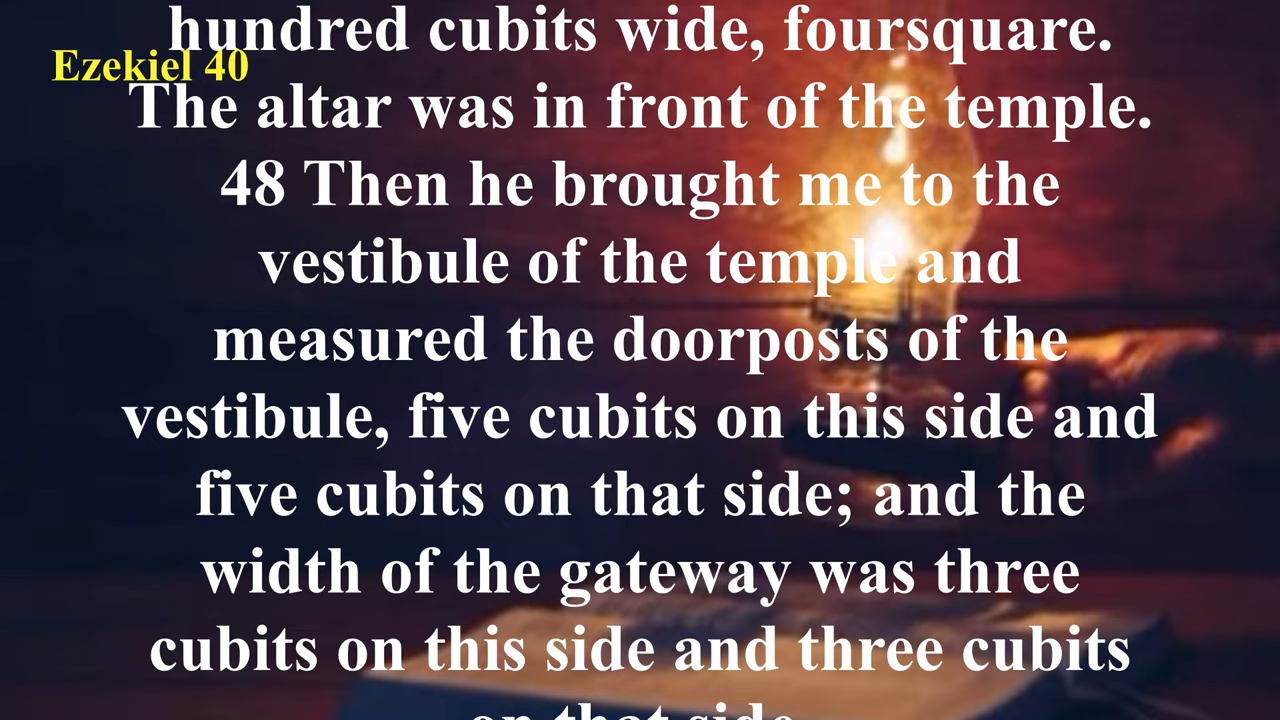 hundred cubits wide, foursquare.
Ezekiel 40
The altar was in front of the temple.
48 Then he brought me to the
vestibule of the temple and
measured the doorposts of the
vestibule, five cubits on this side and
five cubits on that side; and the
width of the gateway was three
cubits on this side and three cubits
on that side